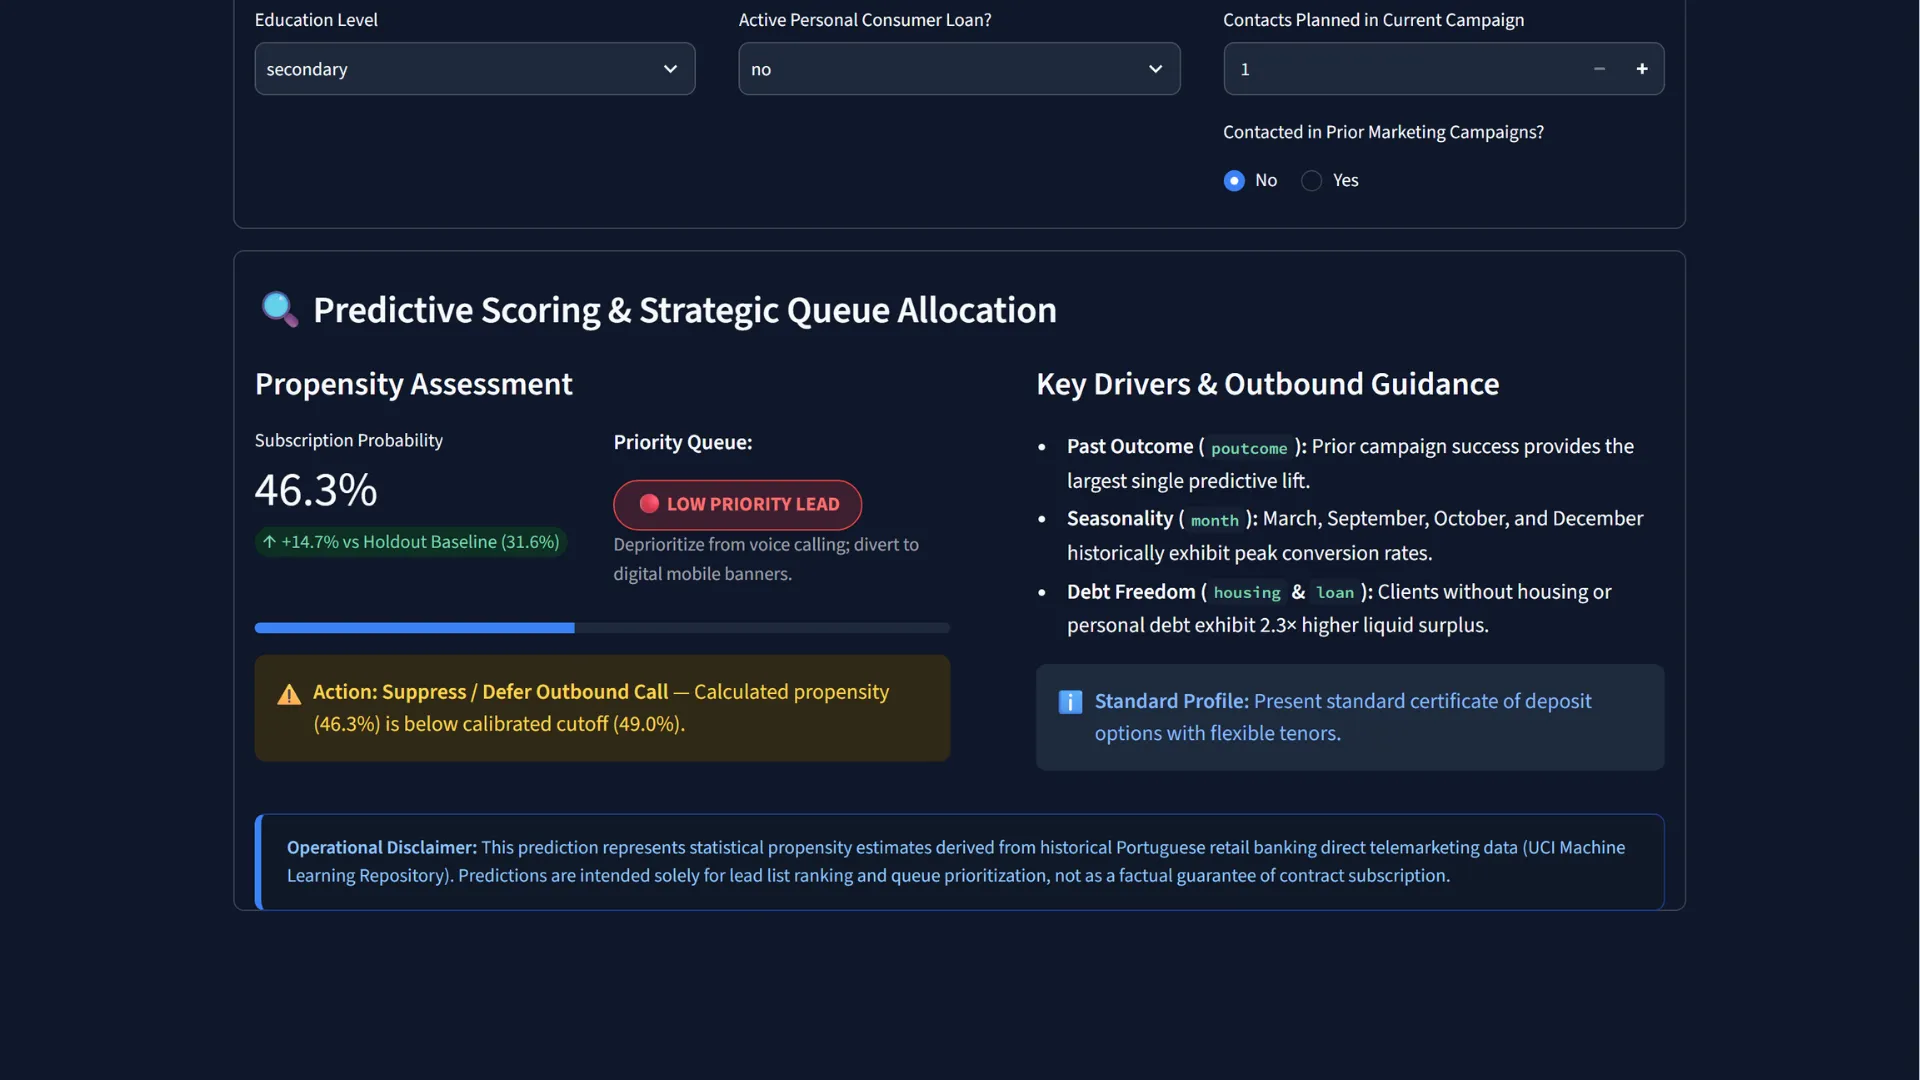 Education Level
secondary
Active Personal Consumer Loan?
no
Contacts Planned in Current Campaign
1
Contacted in Prior Marketing Campaigns?
No
Yes
Predictive Scoring & Strategic Queue Allocation
Propensity Assessment
Subscription Probability
46.3%
↑ +14.7% vs Holdout Baseline (31.6%)
Priority Queue:
LOW PRIORITY LEAD
Deprioritize from voice calling; divert to
digital mobile banners.
Action: Suppress / Defer Outbound Call — Calculated propensity
(46.3%) is below calibrated cutoff (49.0%).
Key Drivers & Outbound Guidance
• Past Outcome ( poutcome ): Prior campaign success provides the
largest single predictive lift.
• Seasonality ( month ): March, September, October, and December
historically exhibit peak conversion rates.
• Debt Freedom ( housing & loan ): Clients without housing or
personal debt exhibit 2.3× higher liquid surplus.
Standard Profile: Present standard certificate of deposit
options with flexible tenors.
Operational Disclaimer: This prediction represents statistical propensity estimates derived from historical Portuguese retail banking direct telemarketing data (UCI Machine
Learning Repository). Predictions are intended solely for lead list ranking and queue prioritization, not as a factual guarantee of contract subscription.